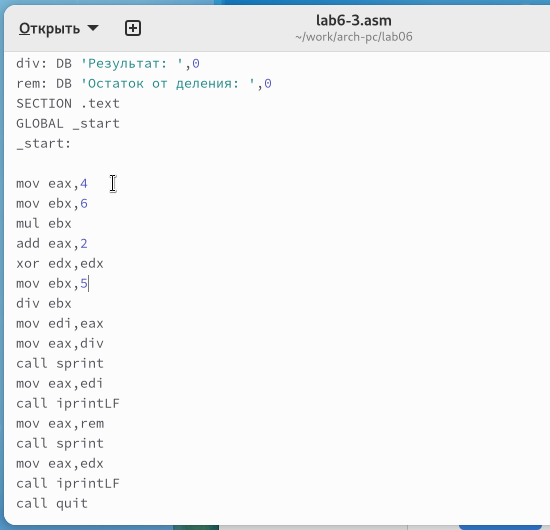 Открыть
lab6-3.asm
~/work/arch-pc/lab06
div: DB 'Результат: ',0
rem: DB 'Остаток от деления: ',0
SECTION .text
GLOBAL _start
_start:
mov eax,4
mov ebx,6
mul ebx
add eax,2
xor edx,edx
mov ebx,5
div ebx
mov edi,eax
mov eax,div
call sprint
mov eax,edi
call iprintLF
mov eax,rem
call sprint
mov eax,edx
call iprintLF
call quit